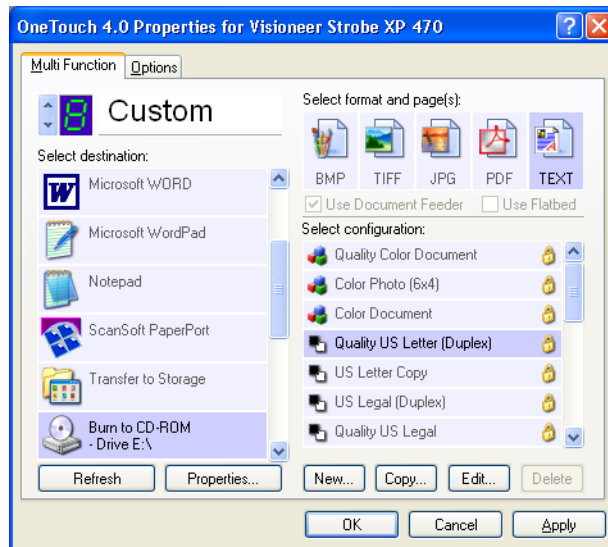 OneTouch 4.0 Properties for Visioneer Strobe XP 470
Multi Function
Options
8
Custom
Select destination:
Microsoft WORD
Microsoft WordPad
Notepad
ScanSoft PaperPort
Transfer to Storage
Burn to CD-ROM
- Drive E:\
Refresh
Properties...
Select format and page(s):
BMP
TIFF
JPG
PDF
TEXT
Use Document Feeder
Use Flatbed
Select configuration:
Quality Color Document
Color Photo (6x4)
Color Document
Quality US Letter (Duplex)
US Letter Copy
US Legal (Duplex)
Quality US Legal
New...
Copy...
Edit...
Delete
OK
Cancel
Apply